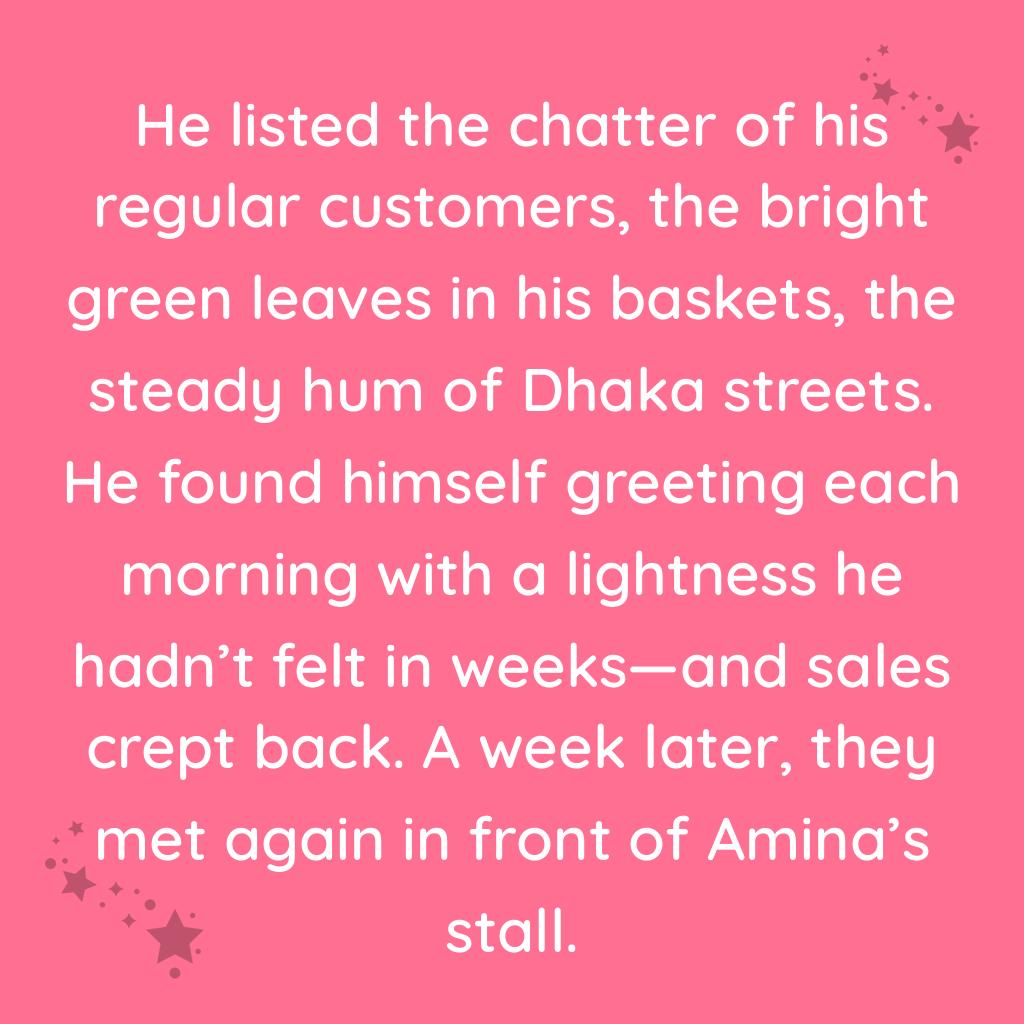 He listed the chatter of his
regular customers, the bright
green leaves in his baskets, the
steady hum of Dhaka streets.
He found himself greeting each
morning with a lightness he
hadn’t felt in weeks—and sales
crept back. A week later, they
met again in front of Amina’s
stall.